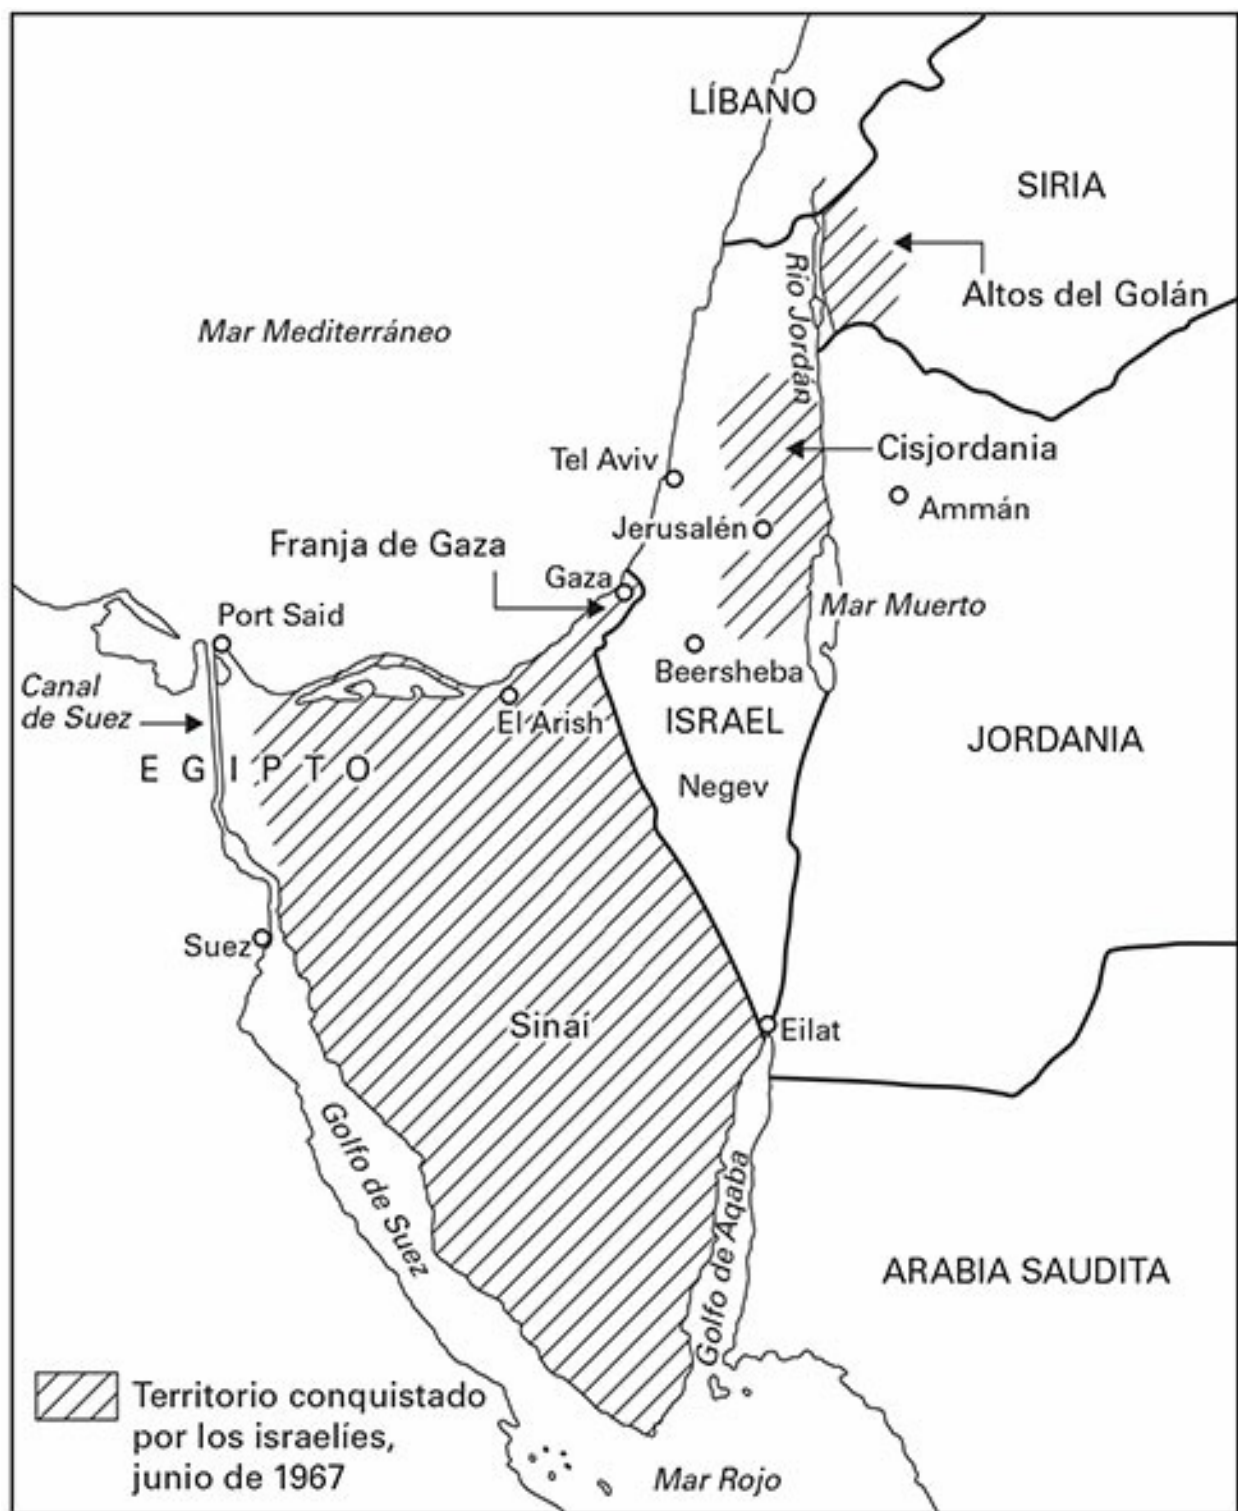 LÍBANO
SIRIA
Altos del Golán
Río Jordán
Mar Mediterráneo
Cisjordania
Tel Aviv
Ammán
Jerusalén
Franja de Gaza
Gaza
Mar Muerto
Port Said
Beersheba
Canal
de Suez
El Arish
ISRAEL
JORDANIA
EGIPTO
Negev
Suez
Sinaí
Eilat
Golfo de Suez
Golfo de Aqaba
ARABIA SAUDITA
Territorio conquistado
por los israelíes,
junio de 1967
Mar Rojo